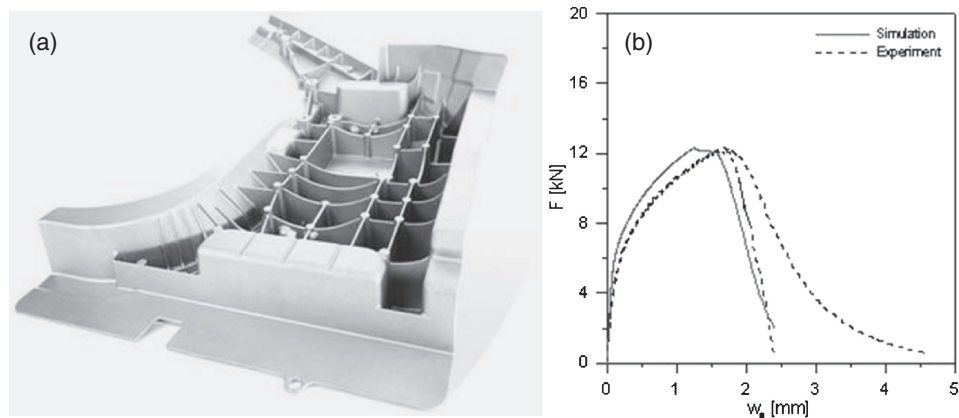 (a)
(b)
20
16
12
8
4
0
F [kN]
Simulation
Experiment
0 1 2 3 4 5
w [mm]